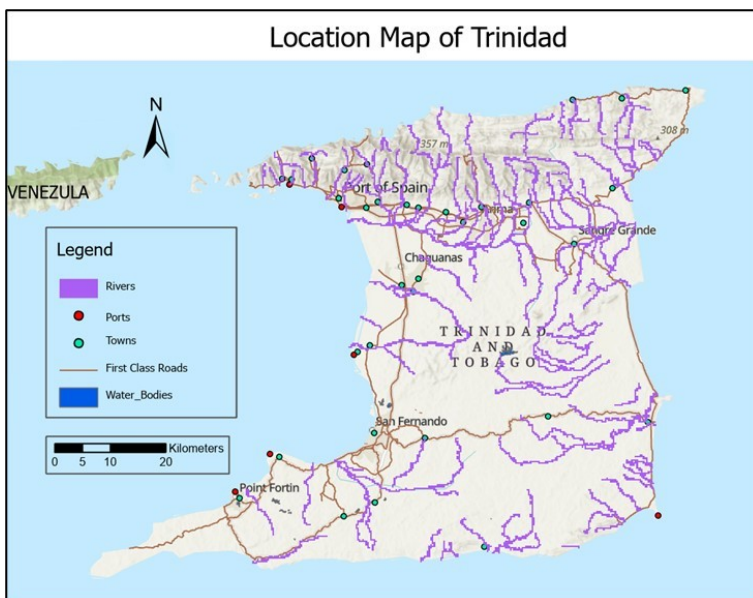 Location Map of Trinidad
N
357 m
308 m
VENEZULA
Port of Spain
Arima
Sangre Grande
Legend
Rivers
Ports
Towns
First Class Roads
Water_Bodies
Chaguanas
TRINIDAD
AND
TOBAGO
San Fernando
Kilometers
0 5 10 20
Point Fortin